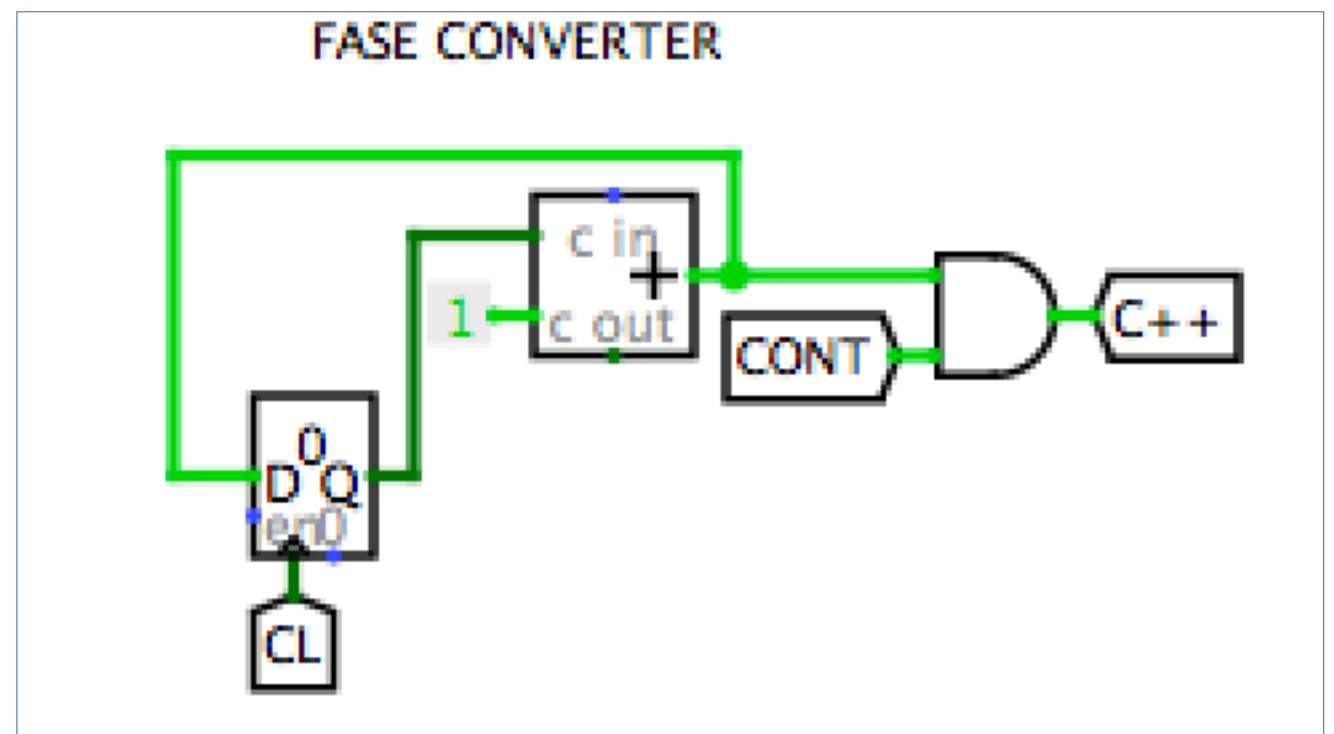 FASE CONVERTER
c in
+
1
c out
CONT
C++
0
D Q
en0
CL